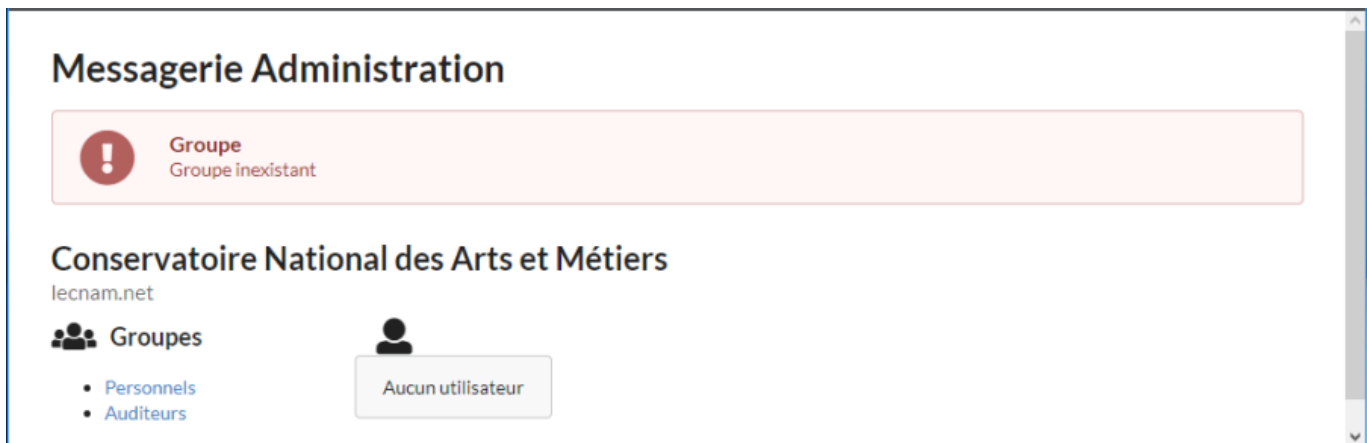 Messagerie Administration
Groupe
Groupe inexistant
Conservatoire National des Arts et Métiers
lecnam.net
Groupes
Personnels
Auditeurs
Aucun utilisateur